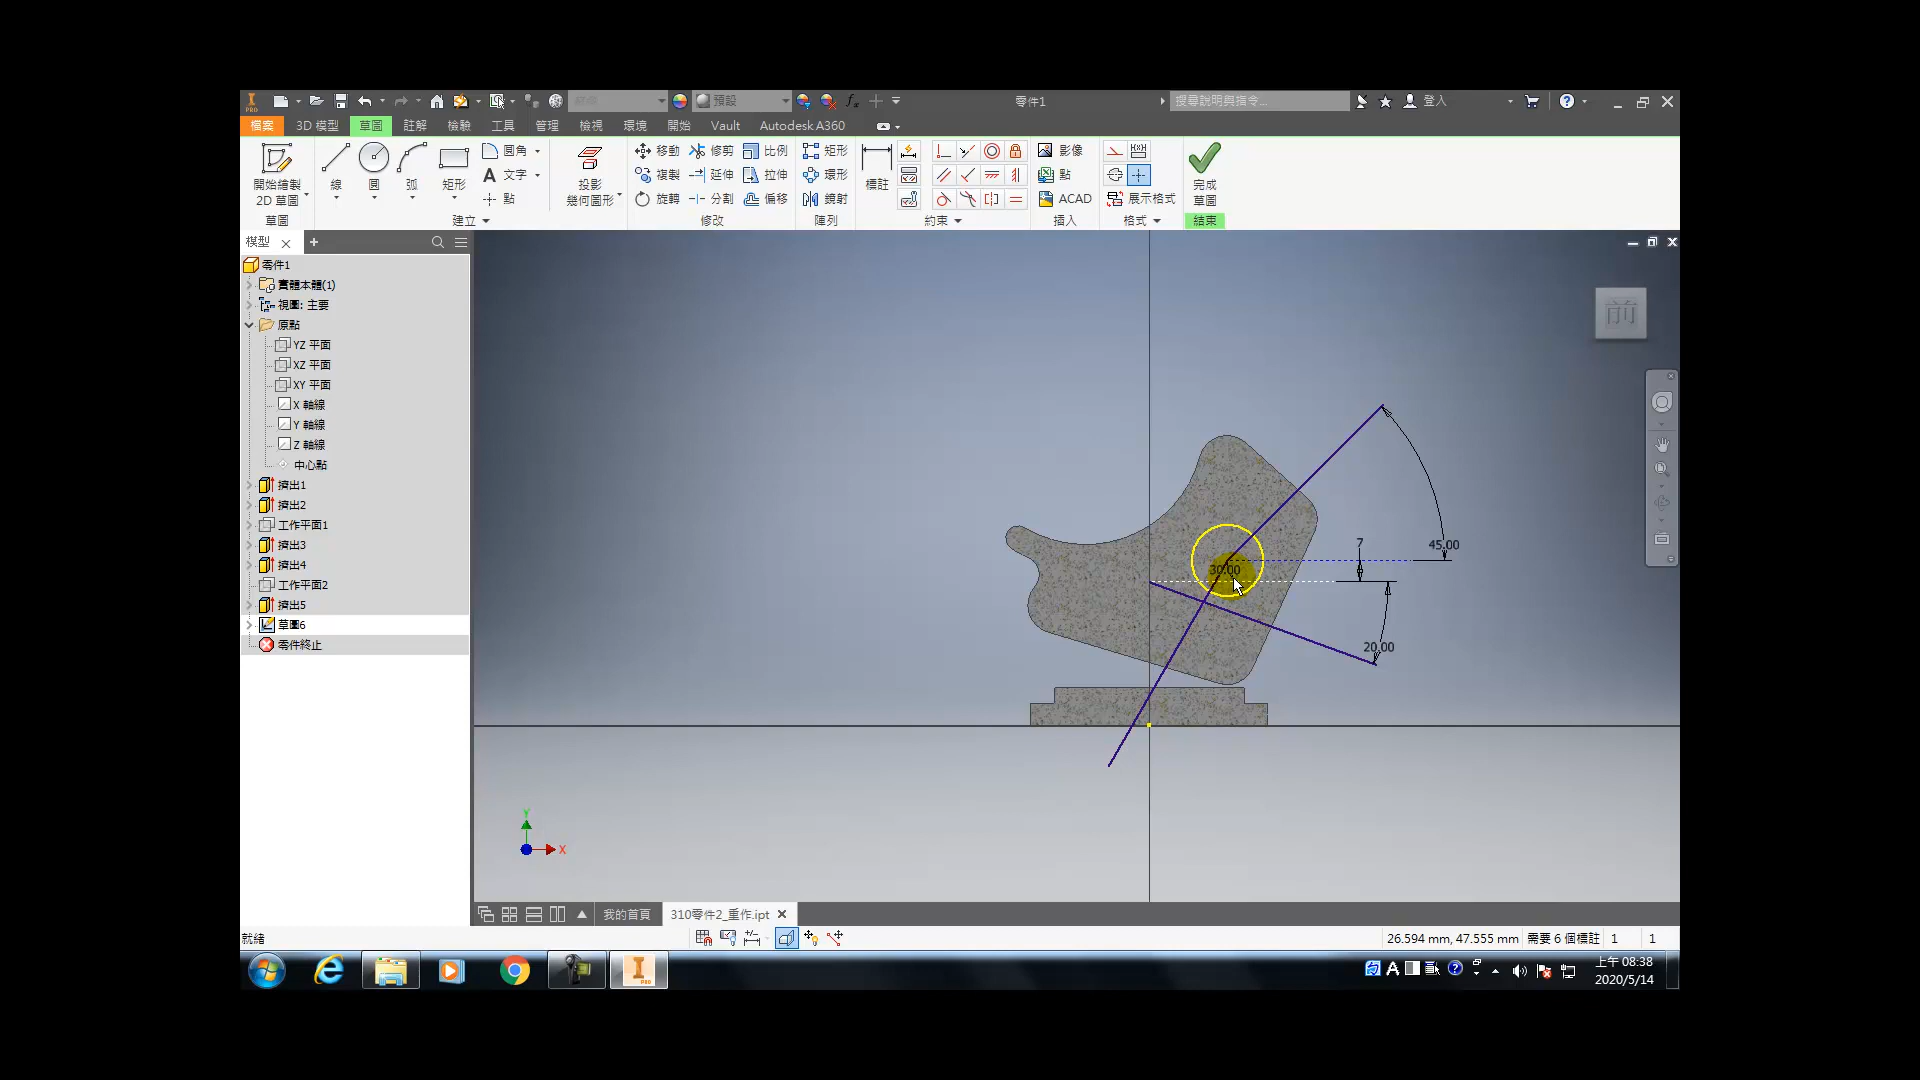 PRO
預設
零件1
搜尋說明與指令...
登入
檔案
3D 模型
草圖
註解
檢驗
工具
管理
檢視
環境
開始
Vault
Autodesk A360
開始繪製
2D 草圖
線
圓
弧
矩形
圓角
文字
點
投影
幾何圖形
移動
修剪
比例
複製
延伸
拉伸
旋轉
分割
偏移
矩形
環形
鏡射
標註
影像
點
ACAD
展示格式
完成
草圖
草圖
建立
修改
陣列
約束
插入
格式
結束
模型
零件1
實體本體(1)
視圖: 主要
原點
YZ 平面
XZ 平面
XY 平面
X 軸線
Y 軸線
Z 軸線
中心點
擠出1
擠出2
工作平面1
擠出3
擠出4
工作平面2
擠出5
草圖6
零件終止
前
7
45.00
30.00
20.00
Y
X
我的首頁
310零件2_重作.ipt
就緒
26.594 mm, 47.555 mm
需要 6 個標註
1
1
PRO
A
上午 08:38
2020/5/14